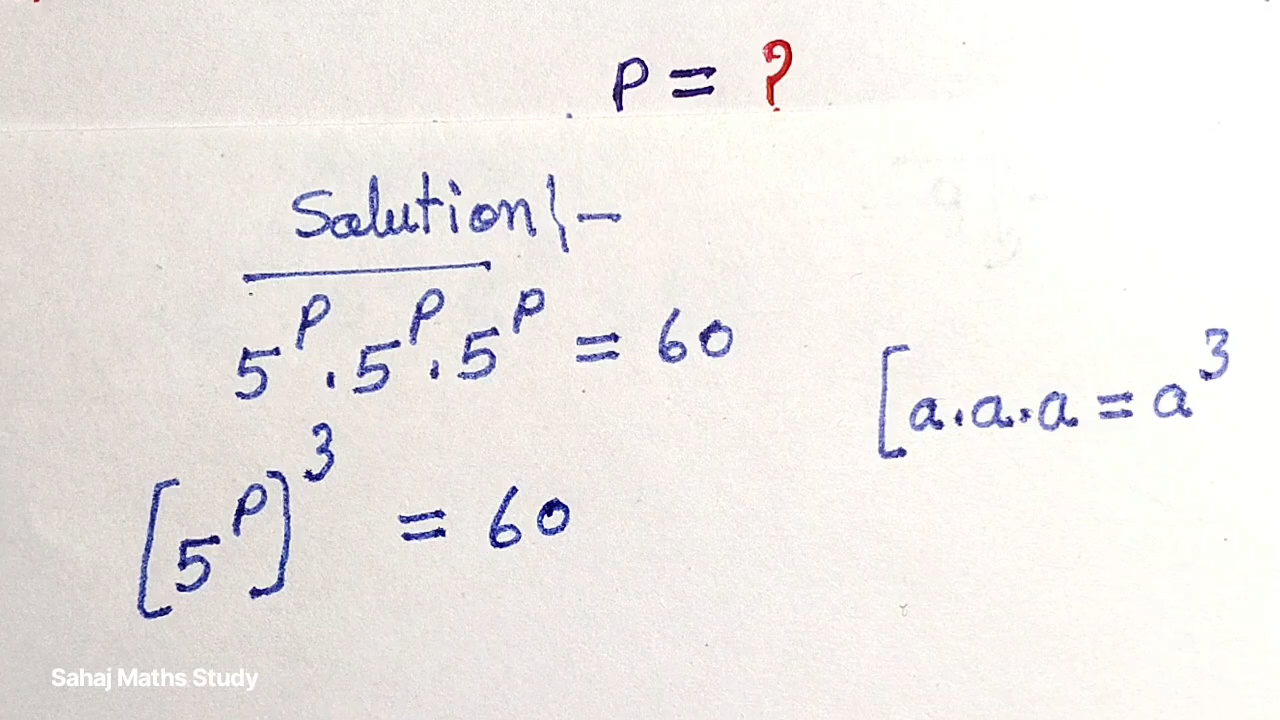 P = ?
Solution:-
5^P . 5^P . 5^P = 60
[a.a.a = a^3
[5^P]^3 = 60
Sahaj Maths Study